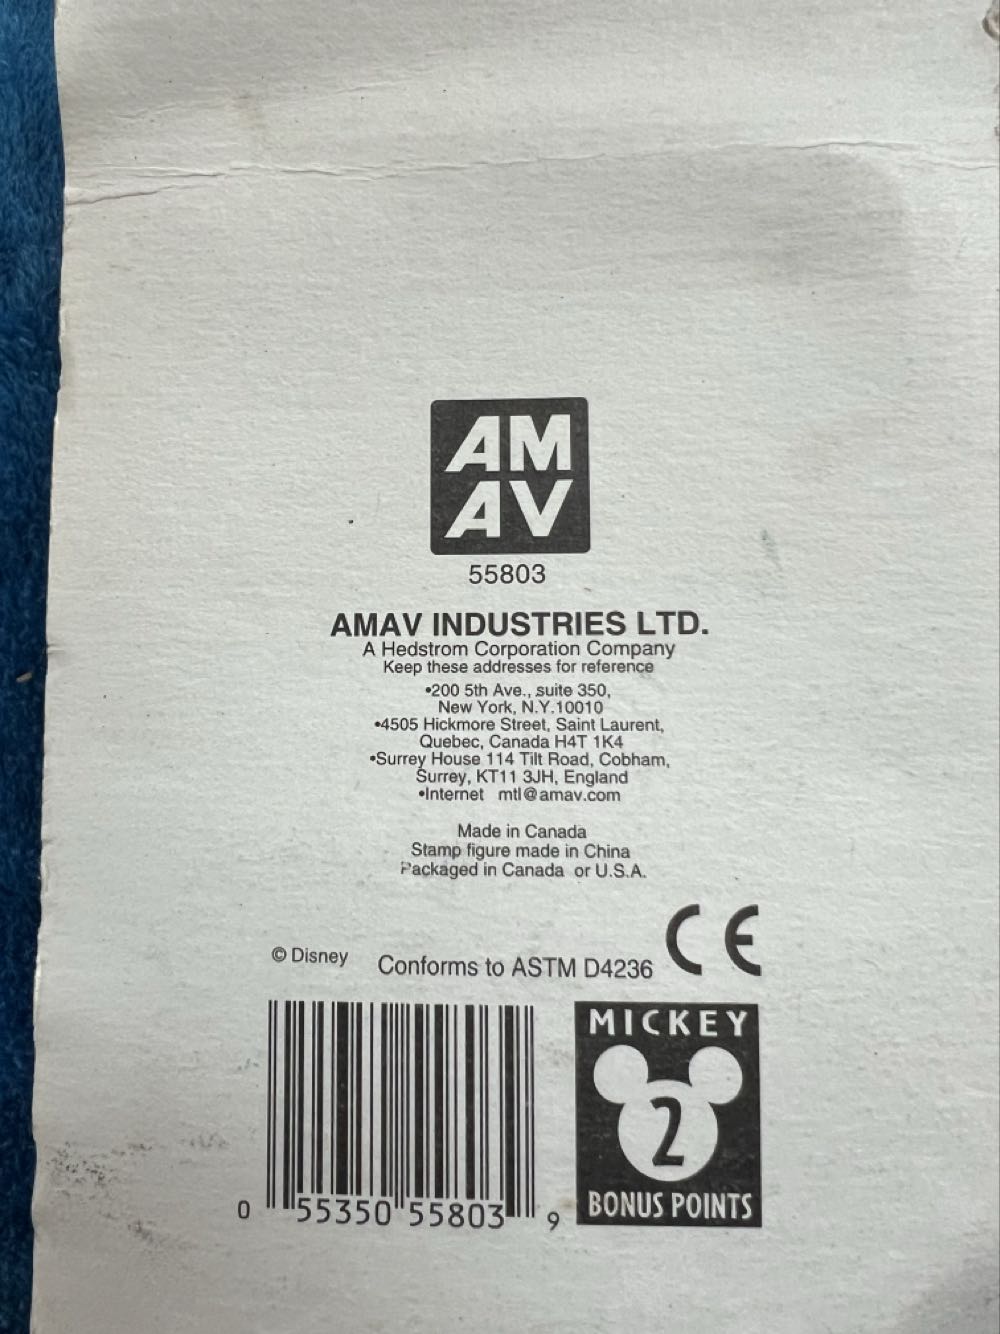 AM
AV
55803
AMAV INDUSTRIES LTD.
A Hedstrom Corporation Company
Keep these addresses for reference
•200 5th Ave., suite 350,
New York, N.Y.10010
•4505 Hickmore Street, Saint Laurent,
Quebec, Canada H4T 1K4
•Surrey House 114 Tilt Road, Cobham,
Surrey, KT11 3JH, England
•Internet mtl@amav.com
Made in Canada
Stamp figure made in China
Packaged in Canada or U.S.A.
CE
© Disney Conforms to ASTM D4236
0 55350 55803 9
MICKEY
2
BONUS POINTS